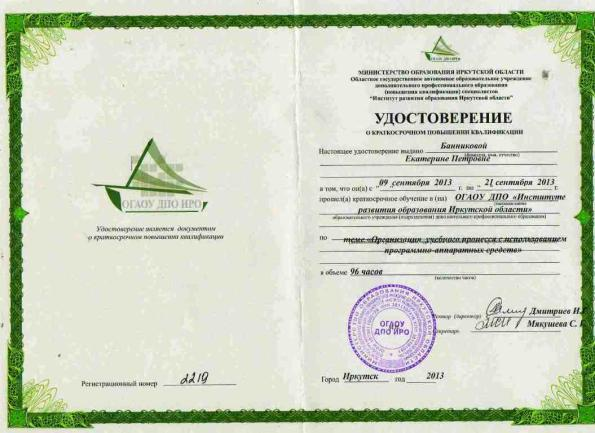 ОГАОУ ДПО ИРО
Удостоверение является документом
о краткосрочном повышении квалификации
Регистрационный номер 2219
МИНИСТЕРСТВО ОБРАЗОВАНИЯ ИРКУТСКОЙ ОБЛАСТИ
Областное государственное автономное образовательное учреждение
дополнительного профессионального образования
(повышения квалификации) специалистов
"Институт развития образования Иркутской области"
УДОСТОВЕРЕНИЕ
О КРАТКОСРОЧНОМ ПОВЫШЕНИИ КВАЛИФИКАЦИИ
Настоящее удостоверение выдано Банниковой
(фамилия, имя, отчество)
Екатерине Петровне
в том, что он(а) с "09 сентября 2013 г. по " 21 сентября 2013 г.
прошел(а) краткосрочное обучение в (на) ОГАОУ ДПО «Институте
развития образования Иркутской области»
образовательного учреждения (подразделения) дополнительного профессионального образования)
по теме:«Организация учебного процесса с использованием
программно-аппаратных средств»
в объеме 96 часов
(количество часов)
ОГАОУ
ДПО ИРО
Ректор (директор) Дмитриев И.
Секретарь Мякушева С.
Город Иркутск год 2013